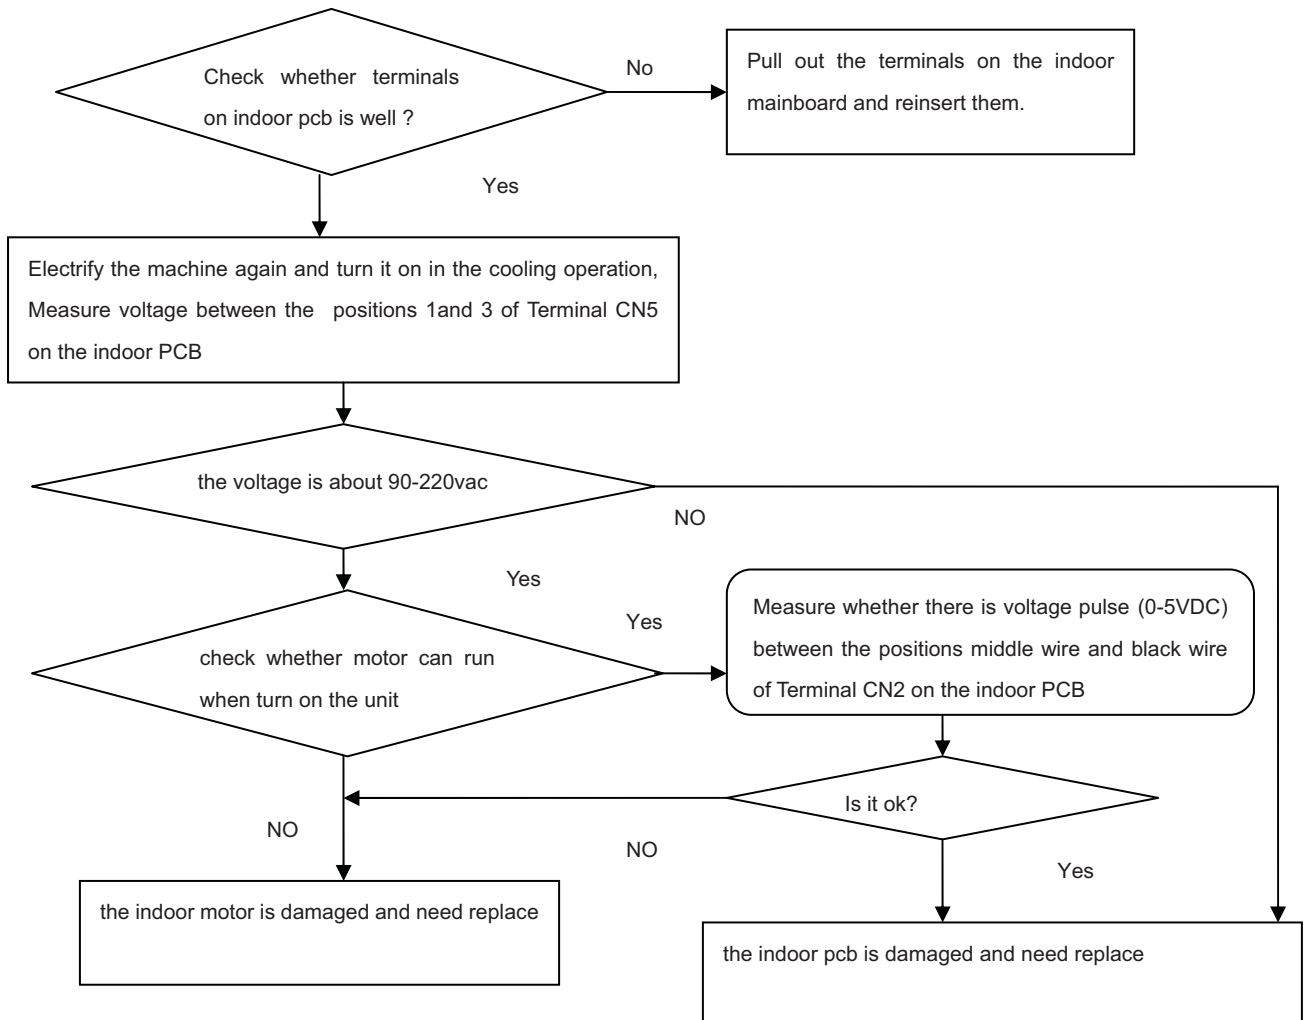 Check whether terminals
on indoor pcb is well ?
No
Pull out the terminals on the indoor
mainboard and reinsert them.
Yes
Electrify the machine again and turn it on in the cooling operation,
Measure voltage between the positions 1and 3 of Terminal CN5
on the indoor PCB
the voltage is about 90-220vac
NO
Yes
check whether motor can run
when turn on the unit
Yes
Measure whether there is voltage pulse (0-5VDC)
between the positions middle wire and black wire
of Terminal CN2 on the indoor PCB
Is it ok?
NO
NO
Yes
the indoor motor is damaged and need replace
the indoor pcb is damaged and need replace